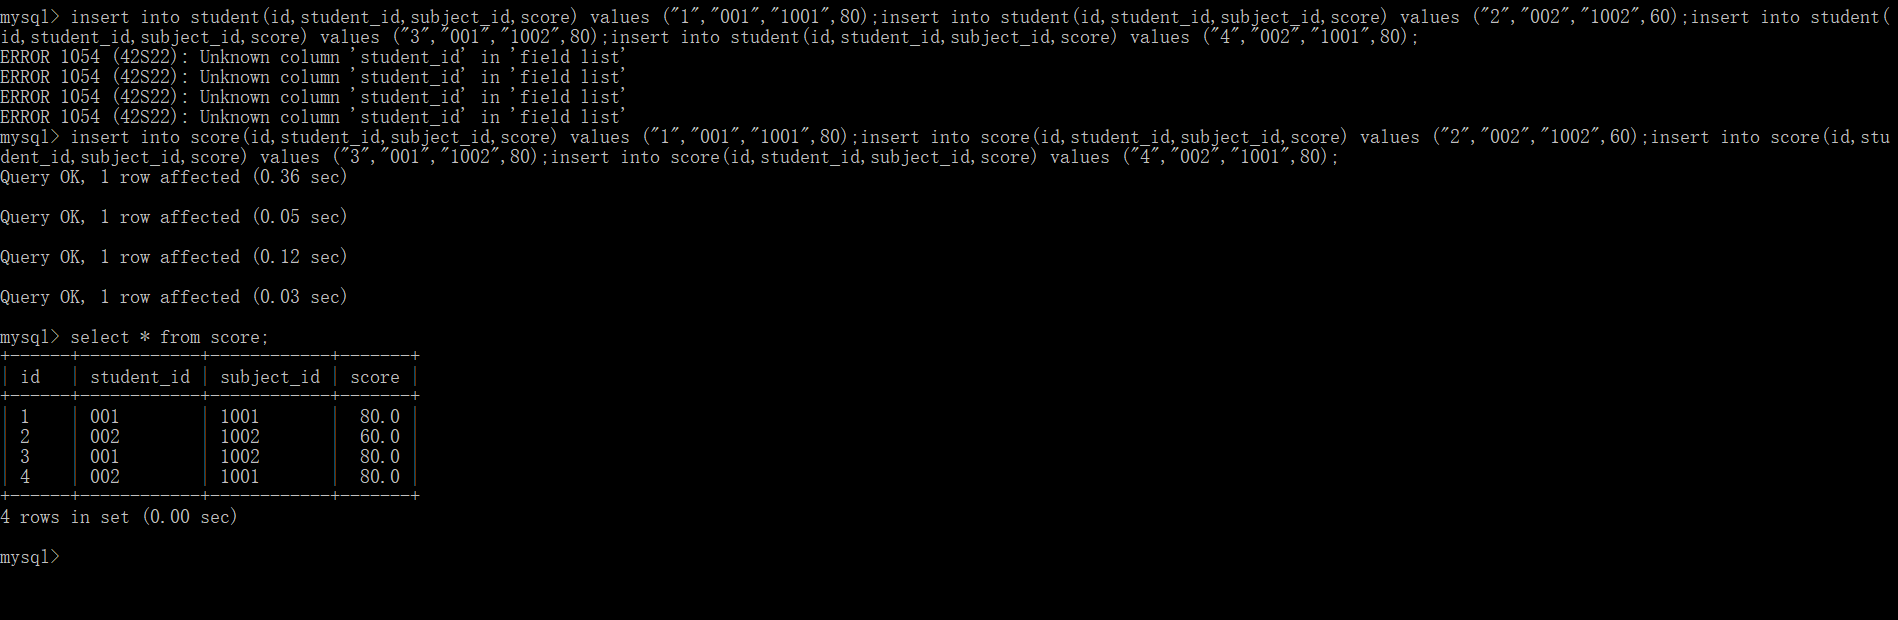 mysql> insert into student(id,student_id,subject_id,score) values ("1","001","1001",80);insert into student(id,student_id,subject_id,score) values ("2","002","1002",60);insert into student(
id,student_id,subject_id,score) values ("3","001","1002",80);insert into student(id,student_id,subject_id,score) values ("4","002","1001",80);
ERROR 1054 (42S22): Unknown column 'student_id' in 'field list'
ERROR 1054 (42S22): Unknown column 'student_id' in 'field list'
ERROR 1054 (42S22): Unknown column 'student_id' in 'field list'
ERROR 1054 (42S22): Unknown column 'student_id' in 'field list'
mysql> insert into score(id,student_id,subject_id,score) values ("1","001","1001",80);insert into score(id,student_id,subject_id,score) values ("2","002","1002",60);insert into score(id,stu
dent_id,subject_id,score) values ("3","001","1002",80);insert into score(id,student_id,subject_id,score) values ("4","002","1001",80);
Query OK, 1 row affected (0.36 sec)
Query OK, 1 row affected (0.05 sec)
Query OK, 1 row affected (0.12 sec)
Query OK, 1 row affected (0.03 sec)
mysql> select * from score;
+------+------------+------------+-------+
| id   | student_id | subject_id | score |
+------+------------+------------+-------+
| 1    | 001        | 1001       |  80.0 |
| 2    | 002        | 1002       |  60.0 |
| 3    | 001        | 1002       |  80.0 |
| 4    | 002        | 1001       |  80.0 |
+------+------------+------------+-------+
4 rows in set (0.00 sec)
mysql>